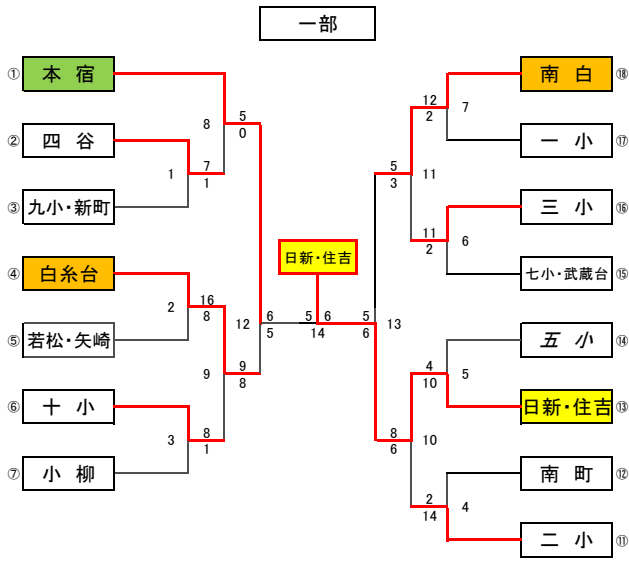 一部
① 本 宿
② 四 谷
③ 九小・新町
④ 白糸台
⑤ 若松・矢崎
⑥ 十 小
⑦ 小 柳
8
5
0
1
7
1
2
16
8
12
9
9
8
3
8
1
6
5
日新・住吉
5 6
14
5
6
13
5
3
11
12
2
7
11
2
6
4
10
5
8
6
10
2
14
4
南 白 ⑱
一 小 ⑰
三 小 ⑯
七小・武蔵台 ⑮
五 小 ⑭
日新・住吉 ⑬
南 町 ⑫
二 小 ⑪